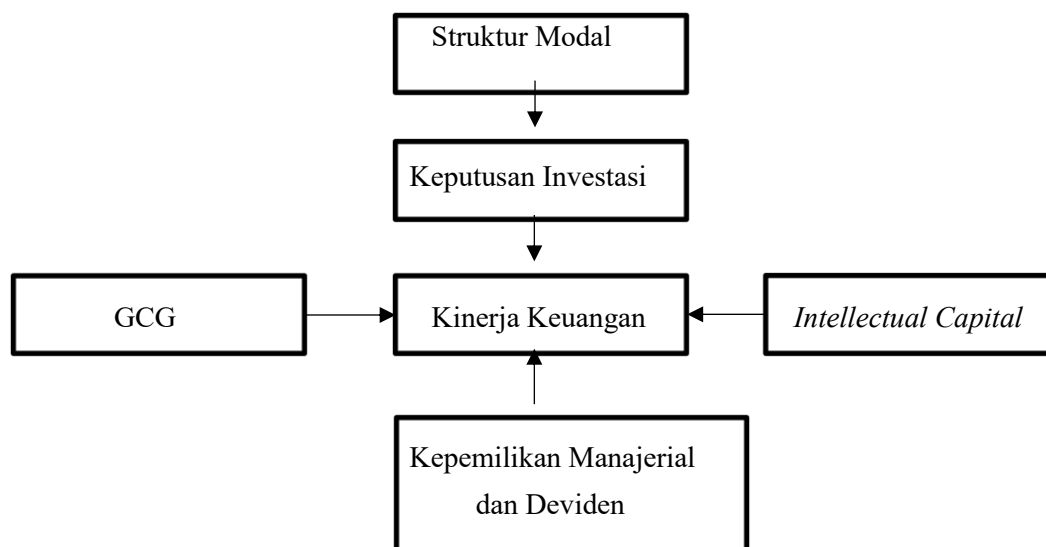 Struktur Modal
Keputusan Investasi
GCG
Kinerja Keuangan
Intellectual Capital
Kepemilikan Manajerial
dan Deviden